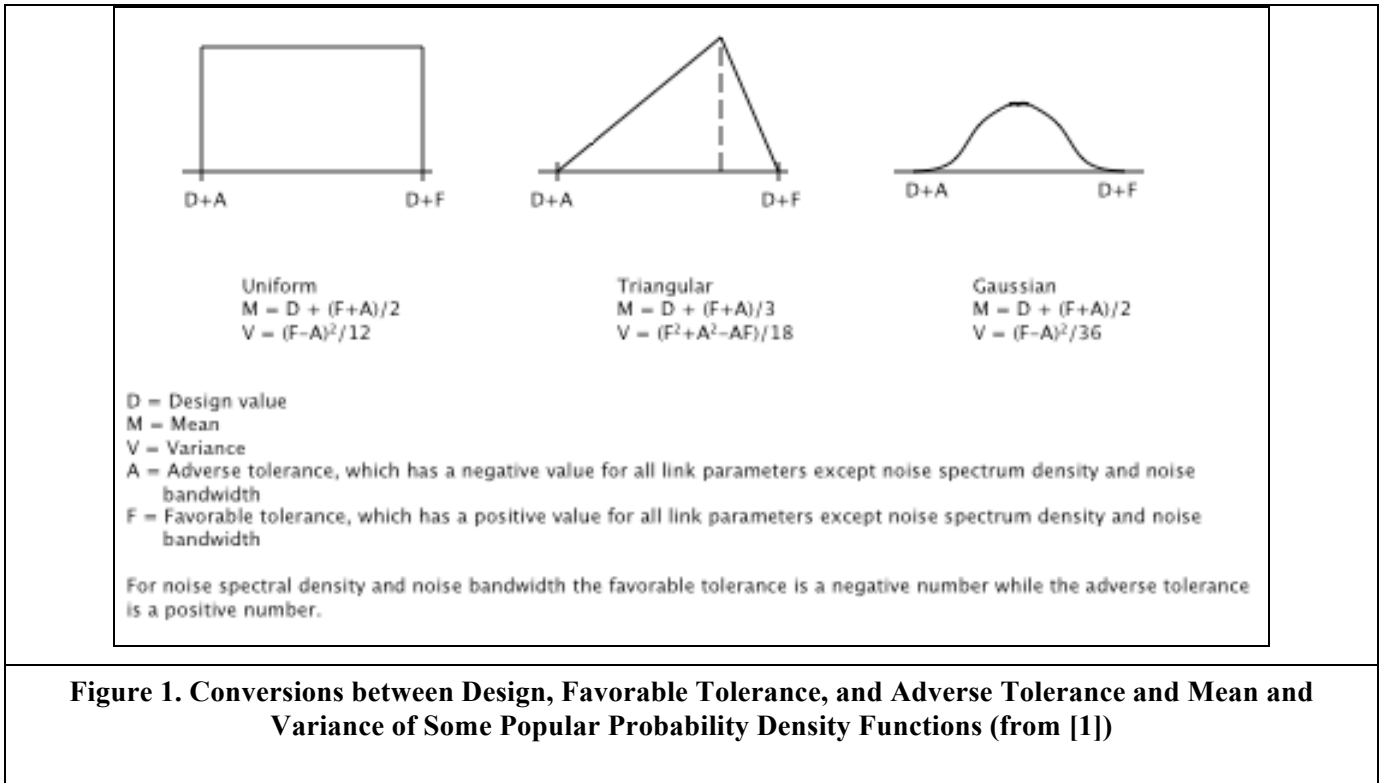 D+A D+F D+A D+F D+A D+F
Uniform
M = D + (F+A)/2
V = (F–A)²/12
Triangular
M = D + (F+A)/3
V = (F²+A²–AF)/18
Gaussian
M = D + (F+A)/2
V = (F–A)²/36
D = Design value
M = Mean
V = Variance
A = Adverse tolerance, which has a negative value for all link parameters except noise spectrum density and noise
bandwidth
F = Favorable tolerance, which has a positive value for all link parameters except noise spectrum density and noise
bandwidth
For noise spectral density and noise bandwidth the favorable tolerance is a negative number while the adverse tolerance
is a positive number.
Figure 1. Conversions between Design, Favorable Tolerance, and Adverse Tolerance and Mean and
Variance of Some Popular Probability Density Functions (from [1])